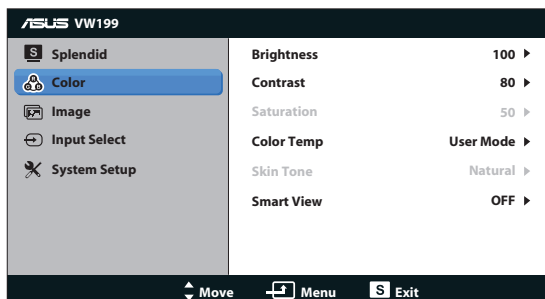 ASUS VW199
S Splendid
Color
Image
Input Select
System Setup
Brightness 100
Contrast 80
Saturation 50
Color Temp User Mode
Skin Tone Natural
Smart View OFF
Move Menu S Exit